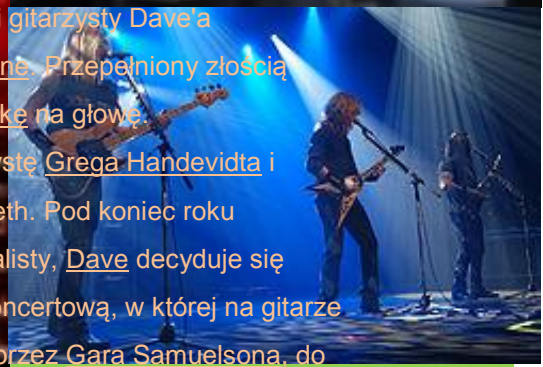 i gitarzysty Dave'a
ne. Przepełniony złością
kę na głowę.
ystę Grega Handevidta i
eth. Pod koniec roku
alisty, Dave decyduje się
oncertową, w której na gitarze
przez Gara Samuelsona, do